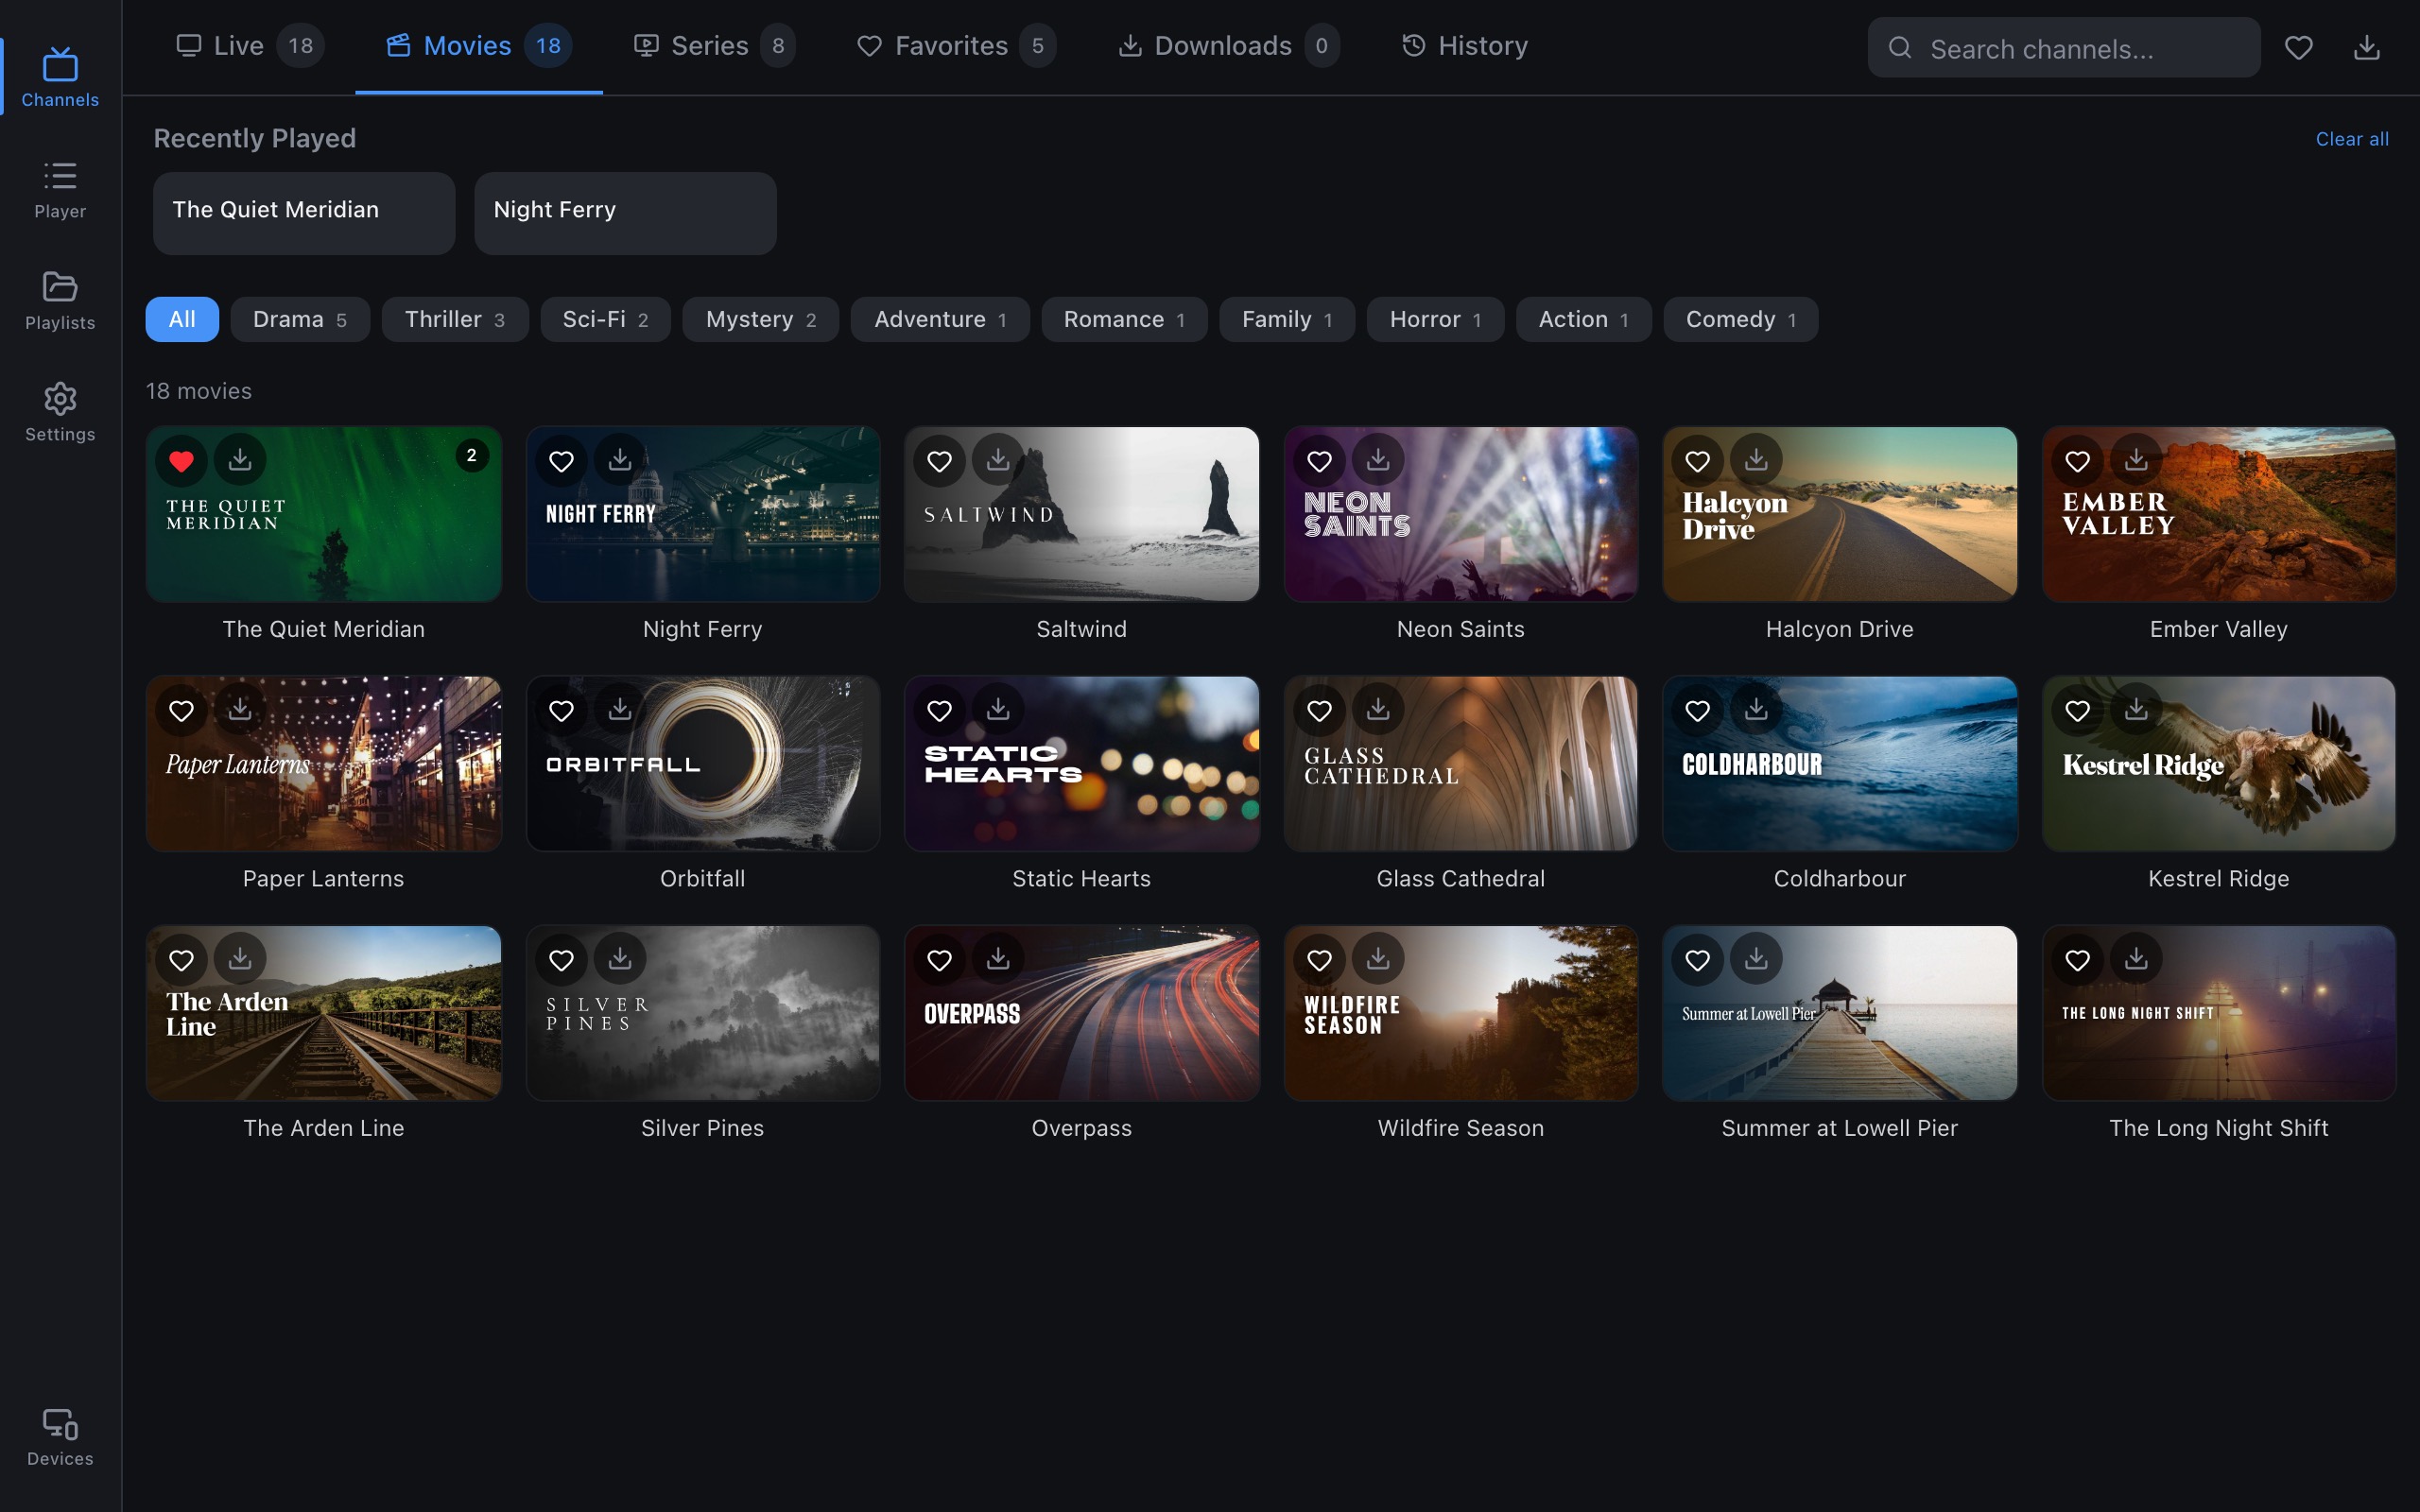 Live 18 Movies 18 Series 8 Favorites 5 Downloads 0 History Search channels...
Channels
Player
Playlists
Settings
Devices
Recently Played Clear all
The Quiet Meridian Night Ferry
All Drama 5 Thriller 3 Sci-Fi 2 Mystery 2 Adventure 1 Romance 1 Family 1 Horror 1 Action 1 Comedy 1
18 movies
2
THE QUIET
MERIDIAN
NIGHT FERRY
SALTWIND
NEON
SAINTS
Halcyon
Drive
EMBER
VALLEY
The Quiet Meridian Night Ferry Saltwind Neon Saints Halcyon Drive Ember Valley
Paper Lanterns
ORBITFALL
STATIC
HEARTS
GLASS
CATHEDRAL
COLDHARBOUR
Kestrel Ridge
Paper Lanterns Orbitfall Static Hearts Glass Cathedral Coldharbour Kestrel Ridge
The Arden
Line
SILVER
PINES
OVERPASS
WILDFIRE
SEASON
Summer at Lowell Pier
THE LONG NIGHT SHIFT
The Arden Line Silver Pines Overpass Wildfire Season Summer at Lowell Pier The Long Night Shift